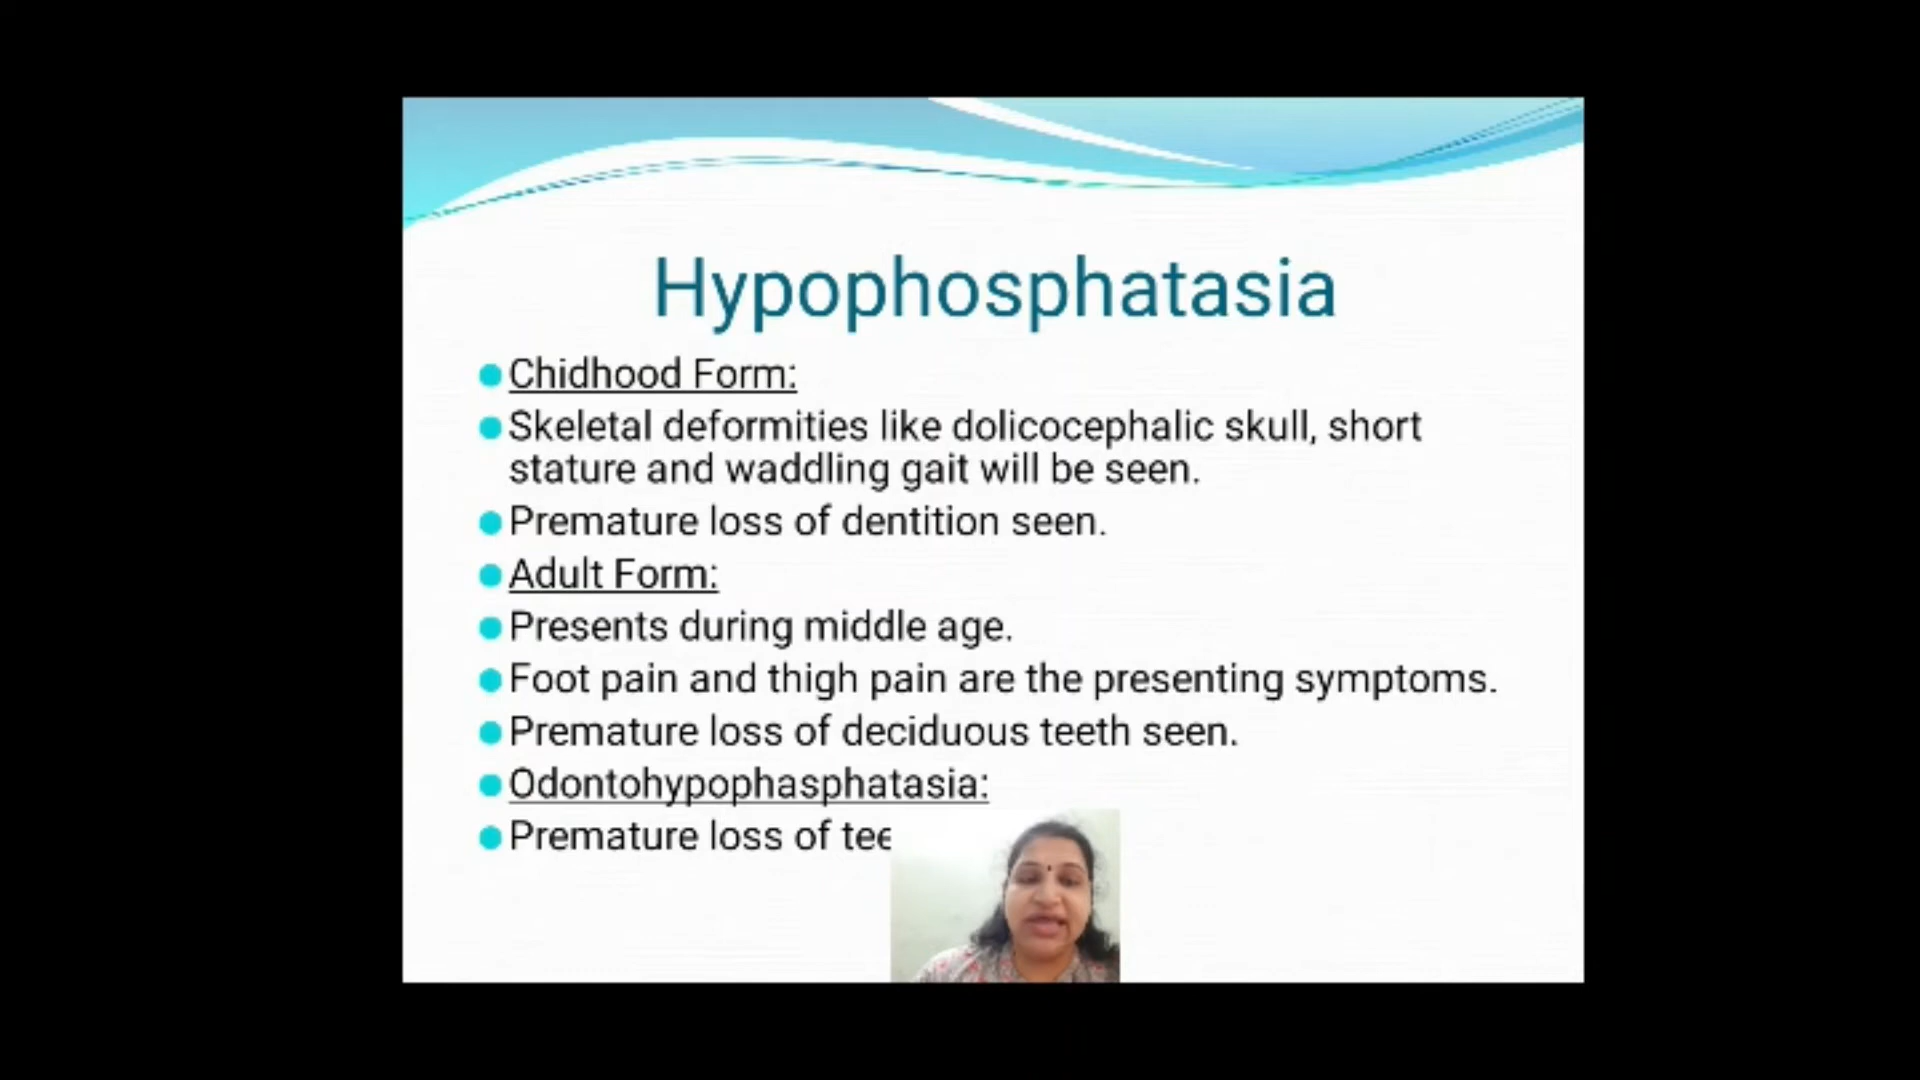 Hypophosphatasia
Chidhood Form:
Skeletal deformities like dolicocephalic skull, short
stature and waddling gait will be seen.
Premature loss of dentition seen.
Adult Form:
Presents during middle age.
Foot pain and thigh pain are the presenting symptoms.
Premature loss of deciduous teeth seen.
Odontohypophasphatasia:
Premature loss of